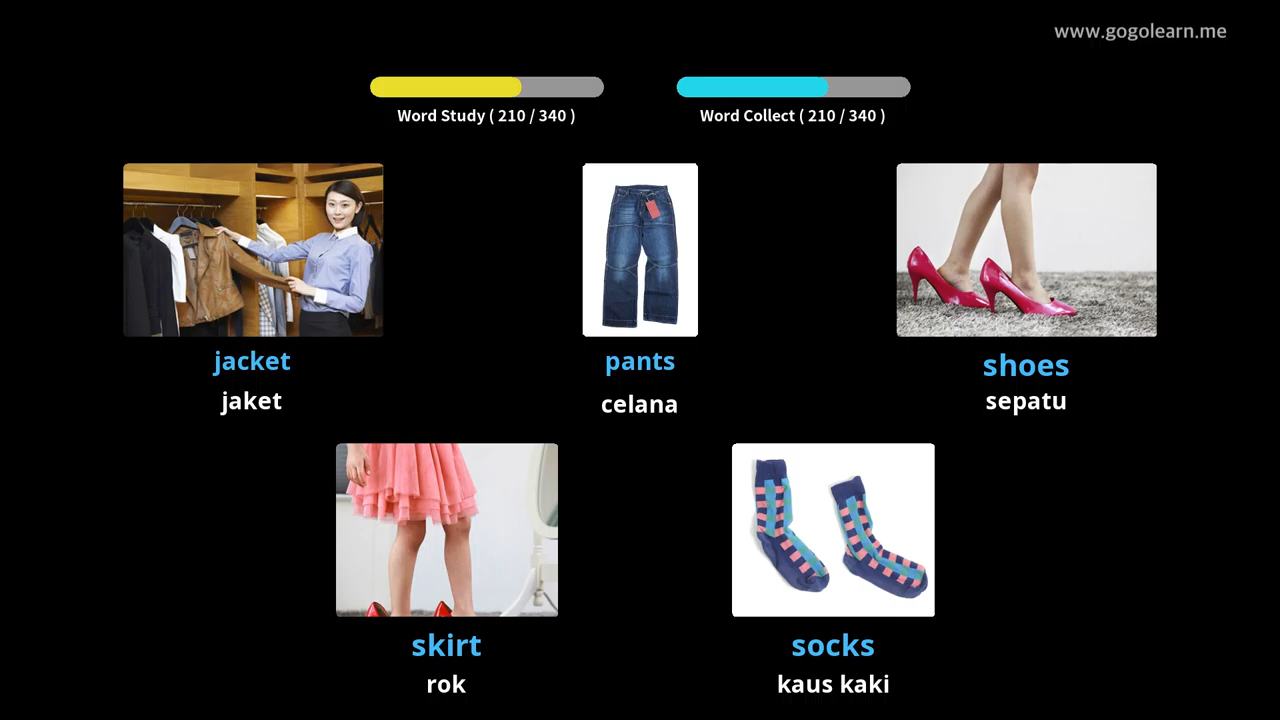 www.gogolearn.me
Word Study ( 210 / 340 )
Word Collect ( 210 / 340 )
jacket
jaket
pants
celana
shoes
sepatu
skirt
rok
socks
kaus kaki